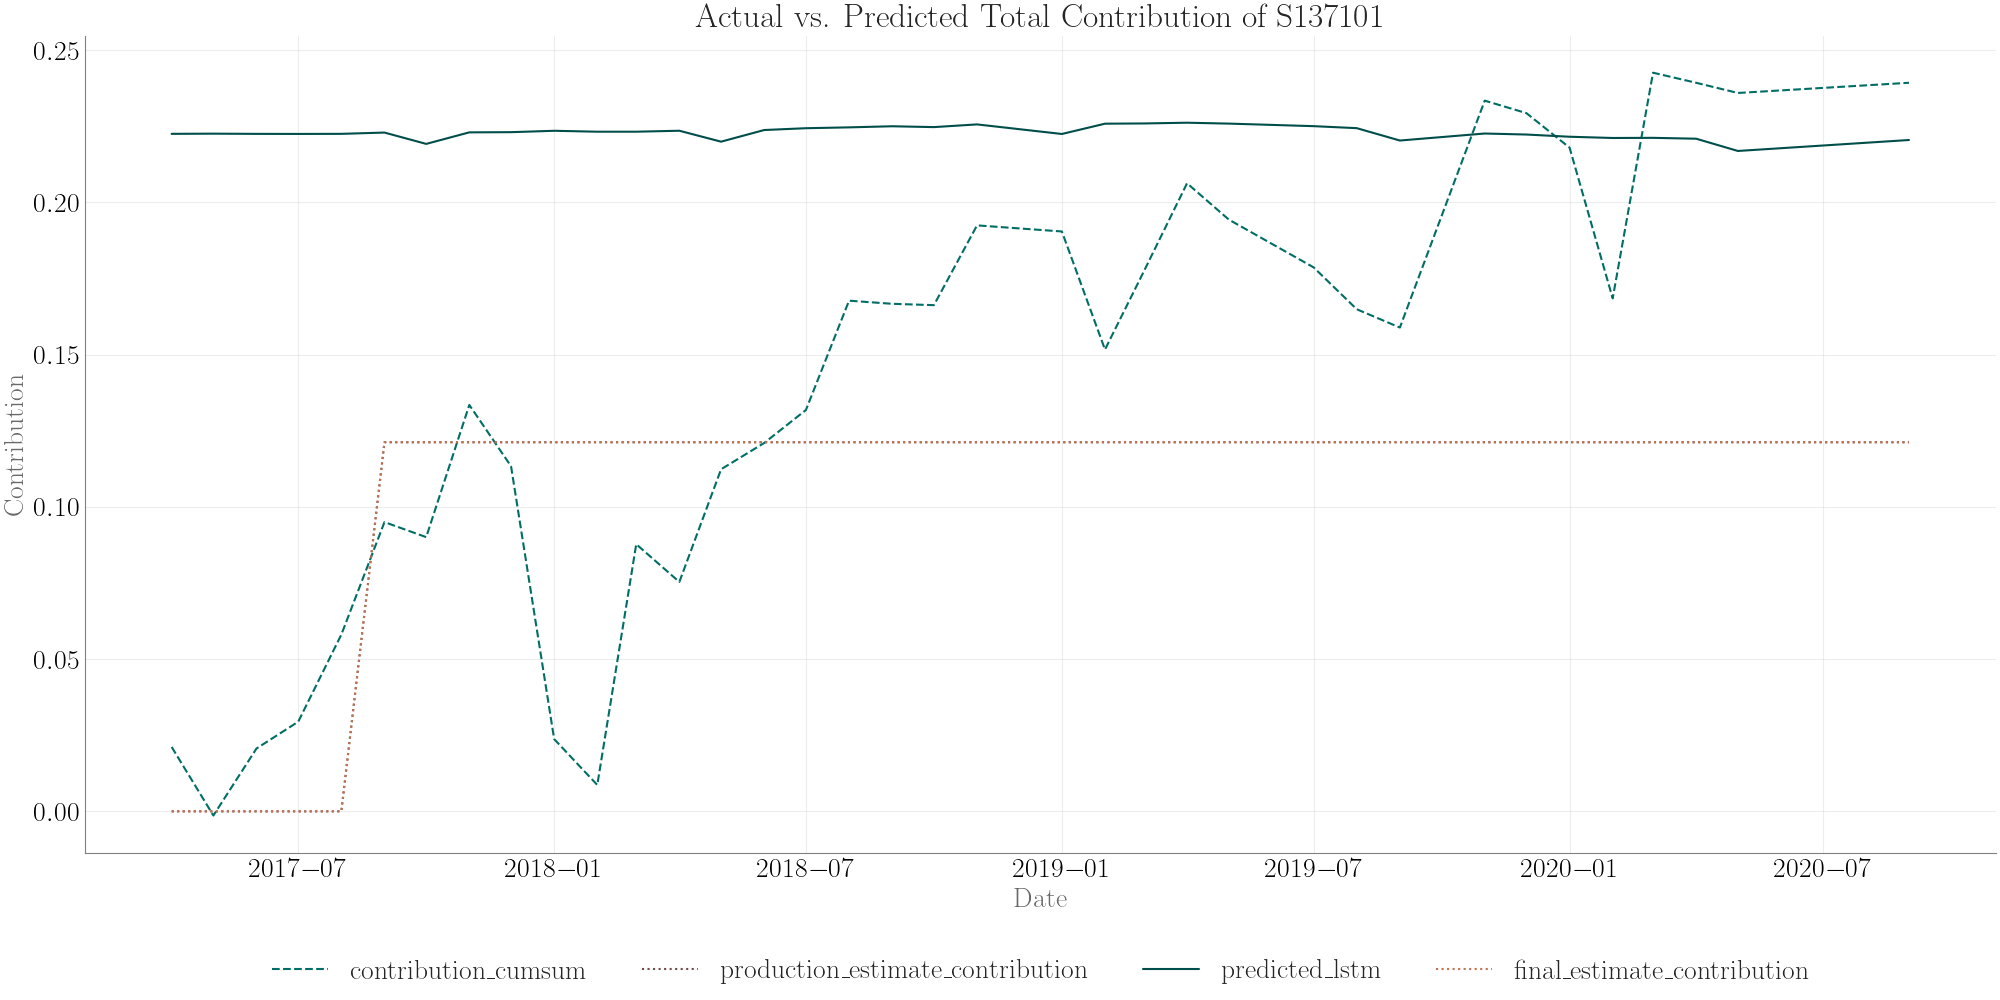 Actual vs. Predicted Total Contribution of S137101
0.25
0.20
0.15
0.10
0.05
0.00
Contribution
2017–07
2018–01
2018–07
2019–01
2019–07
2020–01
2020–07
Date
contribution_cumsum
production_estimate_contribution
predicted_lstm
final_estimate_contribution